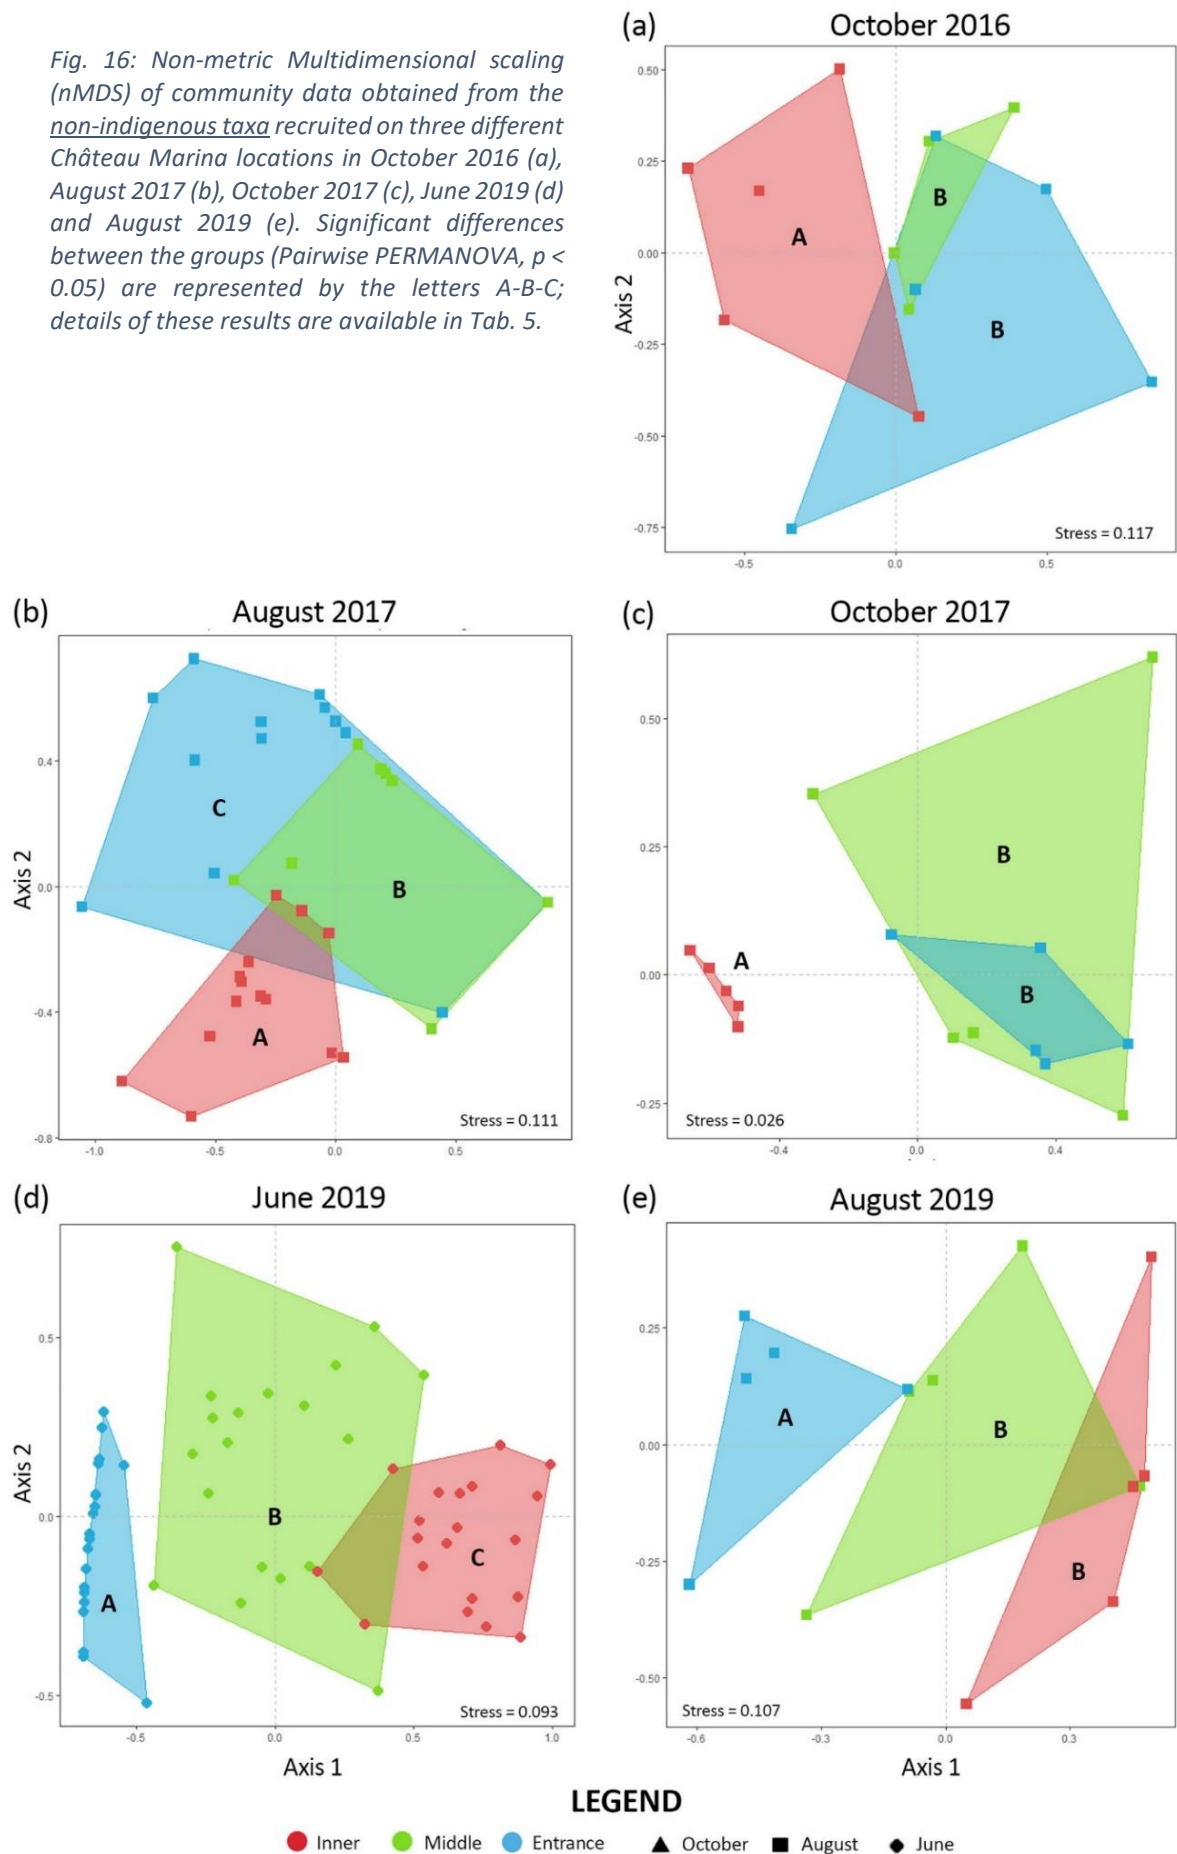 Fig. 16: Non-metric Multidimensional scaling
(nMDS) of community data obtained from the
non-indigenous taxa recruited on three different
Château Marina locations in October 2016 (a),
August 2017 (b), October 2017 (c), June 2019 (d)
and August 2019 (e). Significant differences
between the groups (Pairwise PERMANOVA, p <
0.05) are represented by the letters A-B-C;
details of these results are available in Tab. 5.
(a) October 2016
0.50
0.25
0.00
-0.25
-0.50
-0.75
Axis 2
A
B
B
Stress = 0.117
-0.5 0.0 0.5
(b) August 2017
0.4
0.0
-0.4
-0.8
Axis 2
C
B
A
Stress = 0.111
-1.0 -0.5 0.0 0.5
(c) October 2017
0.50
0.25
0.00
-0.25
B
A
B
Stress = 0.026
-0.4 0.0 0.4
(d) June 2019
0.5
0.0
-0.5
Axis 2
B
C
A
Stress = 0.093
-0.5 0.0 0.5 1.0
Axis 1
(e) August 2019
0.25
0.00
-0.25
-0.50
A
B
B
Stress = 0.107
-0.6 -0.3 0.0 0.3
Axis 1
LEGEND
Inner Middle Entrance October August June